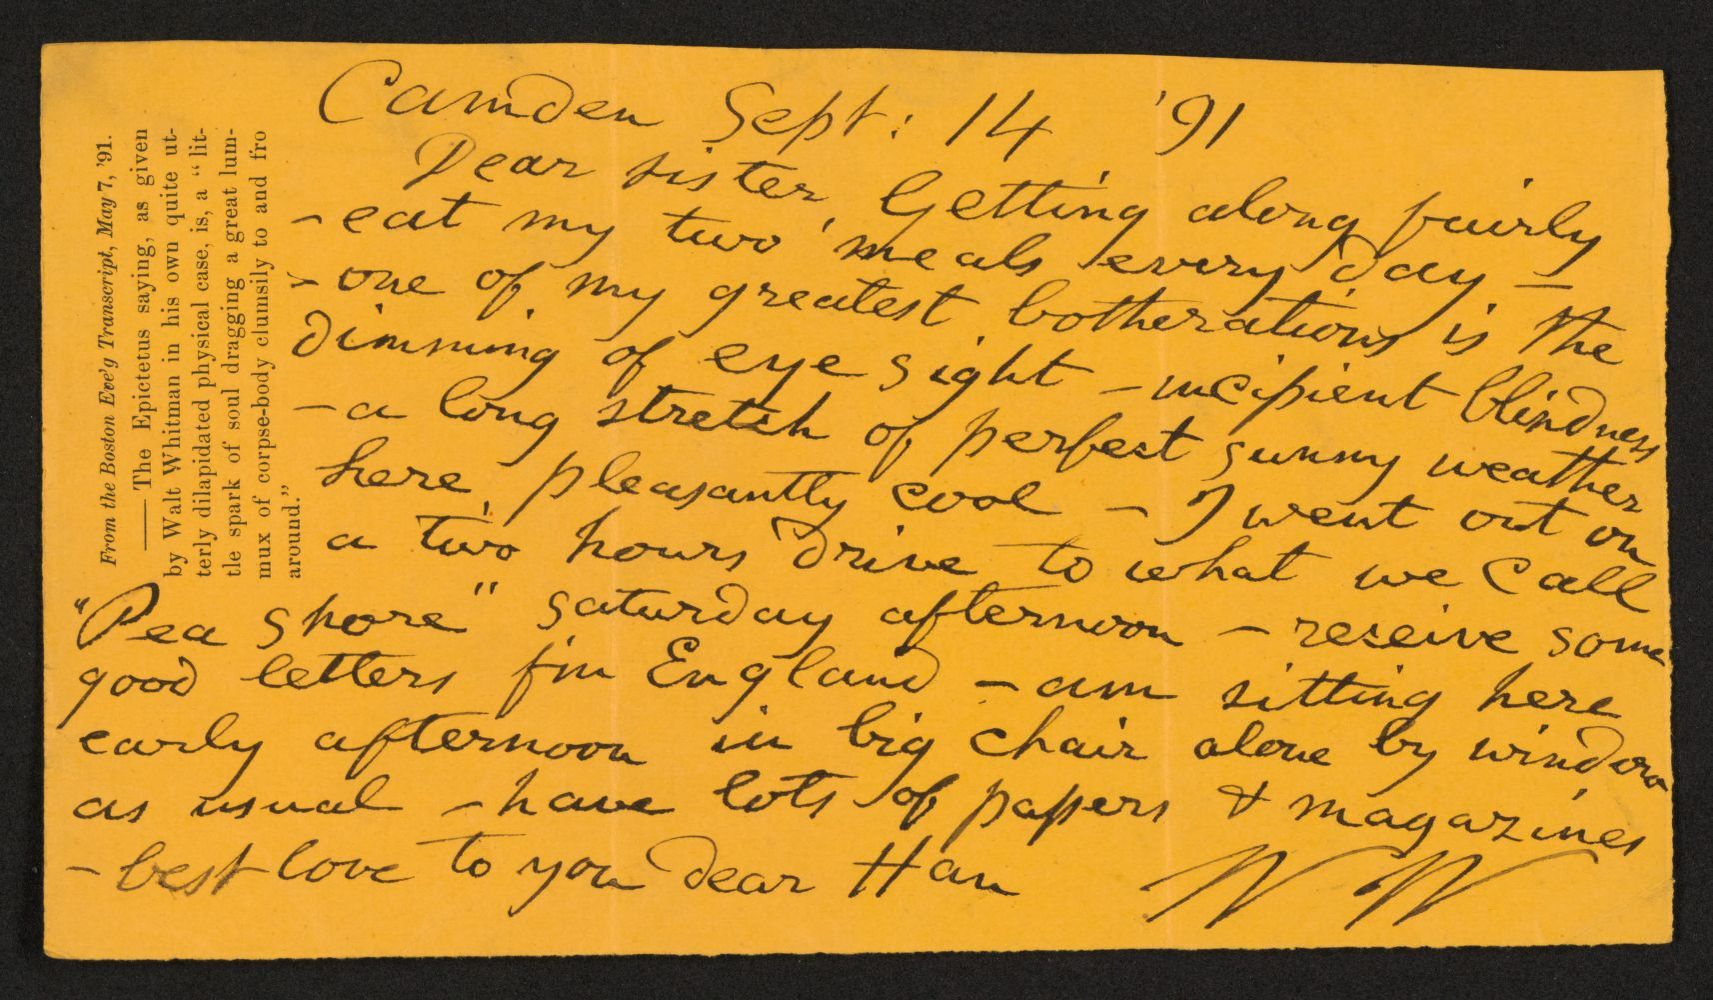 From the Boston Eve'g Transcript, May 7, '91.
—— The Epictetus saying, as given
by Walt Whitman in his own quite ut-
terly dilapidated physical case, is, a "lit-
tle spark of soul dragging a great lum-
mux of corpse-body clumsily to and fro
around."
Camden Sept: 14 '91
Dear sister, Getting along fairly
- eat my two meals every day -
- one of my greatest botherations is the
dimming of eye sight - incipient blindness
- a long stretch of perfect sunny weather
here, pleasantly cool - I went out on
a two hours drive to what we call
"Pea shore" saturday afternoon - receive some
good letters f'm England - am sitting here
early afternoon in big chair alone by window
as usual - have lots of papers & magazines
- best love to you dear Han WW